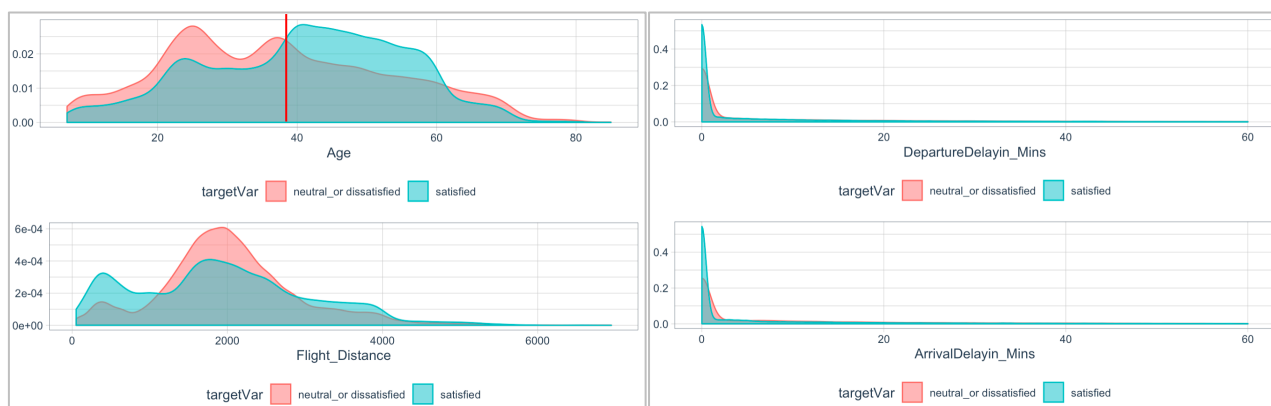 0.02
0.01
0.00
20 40 60 80
Age
targetVar neutral_or dissatisfied satisfied
6e-04
4e-04
2e-04
0e+00
0 2000 4000 6000
Flight_Distance
targetVar neutral_or dissatisfied satisfied
0.4
0.2
0.0
0 20 40 60
DepartureDelayin_Mins
targetVar neutral_or dissatisfied satisfied
0.4
0.2
0.0
0 20 40 60
ArrivalDelayin_Mins
targetVar neutral_or dissatisfied satisfied